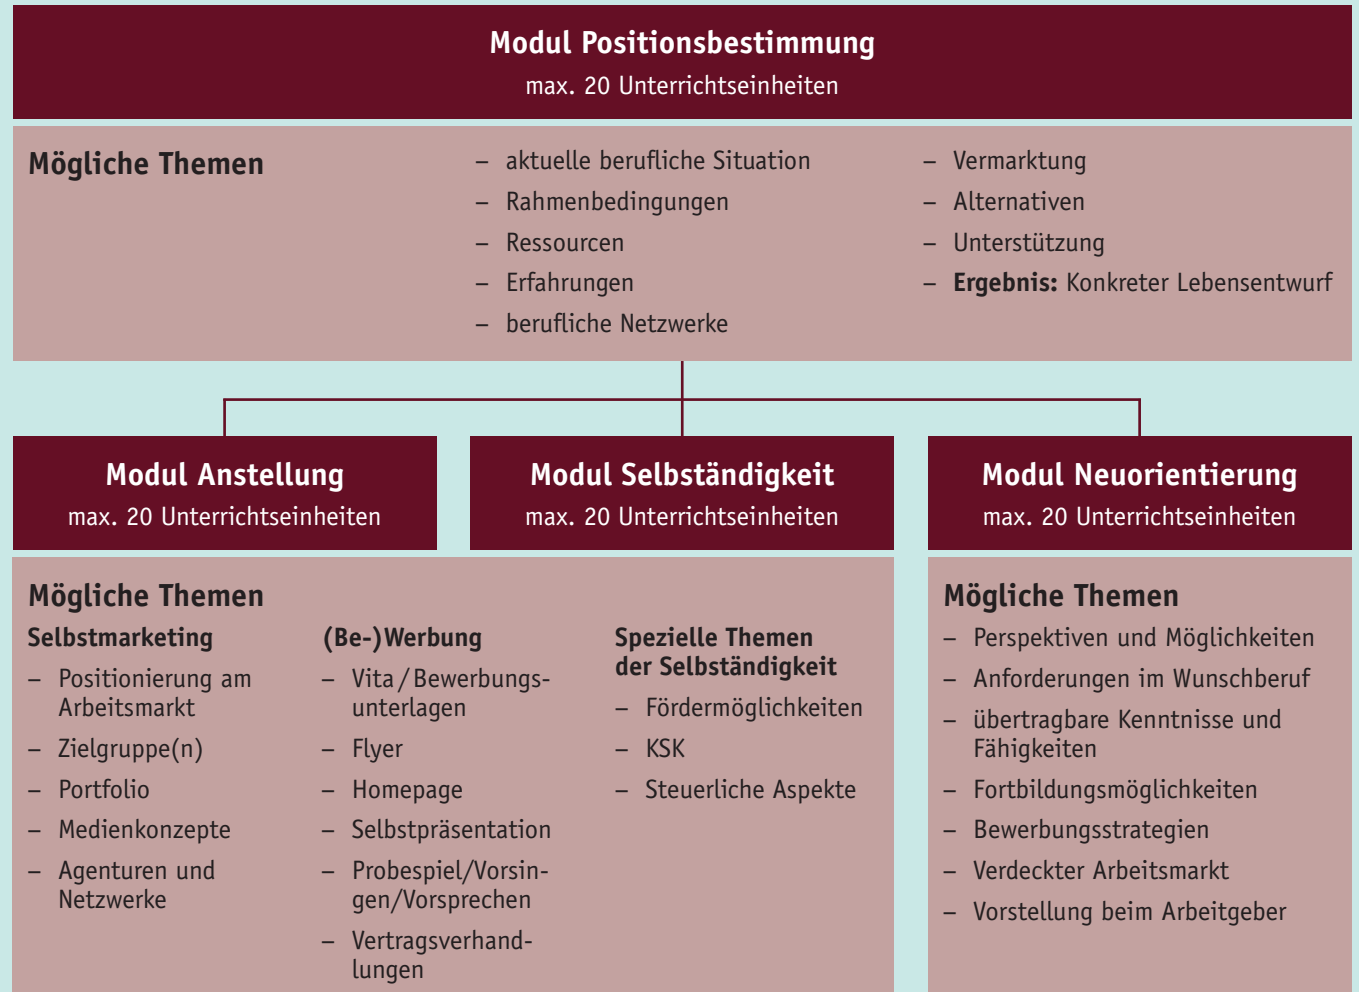 Modul Positionsbestimmung
max. 20 Unterrichtseinheiten
Mögliche Themen
– aktuelle berufliche Situation
– Rahmenbedingungen
– Ressourcen
– Erfahrungen
– berufliche Netzwerke
– Vermarktung
– Alternativen
– Unterstützung
– Ergebnis: Konkreter Lebensentwurf
Modul Anstellung
max. 20 Unterrichtseinheiten
Modul Selbständigkeit
max. 20 Unterrichtseinheiten
Modul Neuorientierung
max. 20 Unterrichtseinheiten
Mögliche Themen
Selbstmarketing
– Positionierung am
Arbeitsmarkt
– Zielgruppe(n)
– Portfolio
– Medienkonzepte
– Agenturen und
Netzwerke
(Be-)Werbung
– Vita / Bewerbungs-
unterlagen
– Flyer
– Homepage
– Selbstpräsentation
– Probespiel/Vorsin-
gen/Vorsprechen
– Vertragsverhand-
lungen
Spezielle Themen
der Selbständigkeit
– Fördermöglichkeiten
– KSK
– Steuerliche Aspekte
Mögliche Themen
– Perspektiven und Möglichkeiten
– Anforderungen im Wunschberuf
– übertragbare Kenntnisse und
Fähigkeiten
– Fortbildungsmöglichkeiten
– Bewerbungsstrategien
– Verdeckter Arbeitsmarkt
– Vorstellung beim Arbeitgeber